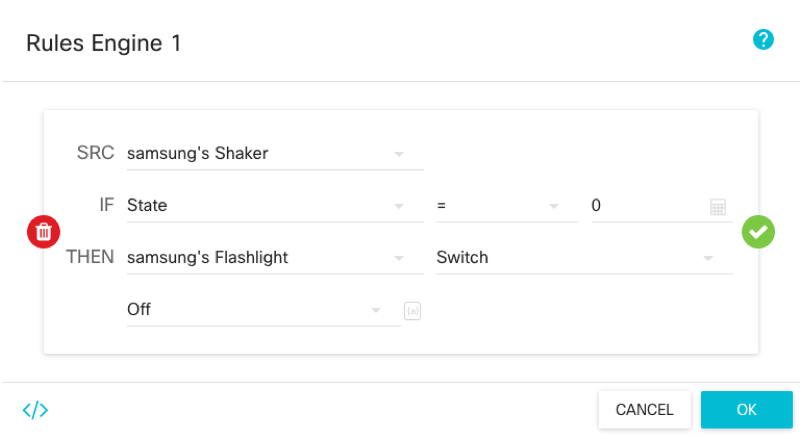 Rules Engine 1
?
SRC samsung's Shaker
IF State = 0
THEN samsung's Flashlight Switch
Off {a}
</> CANCEL OK